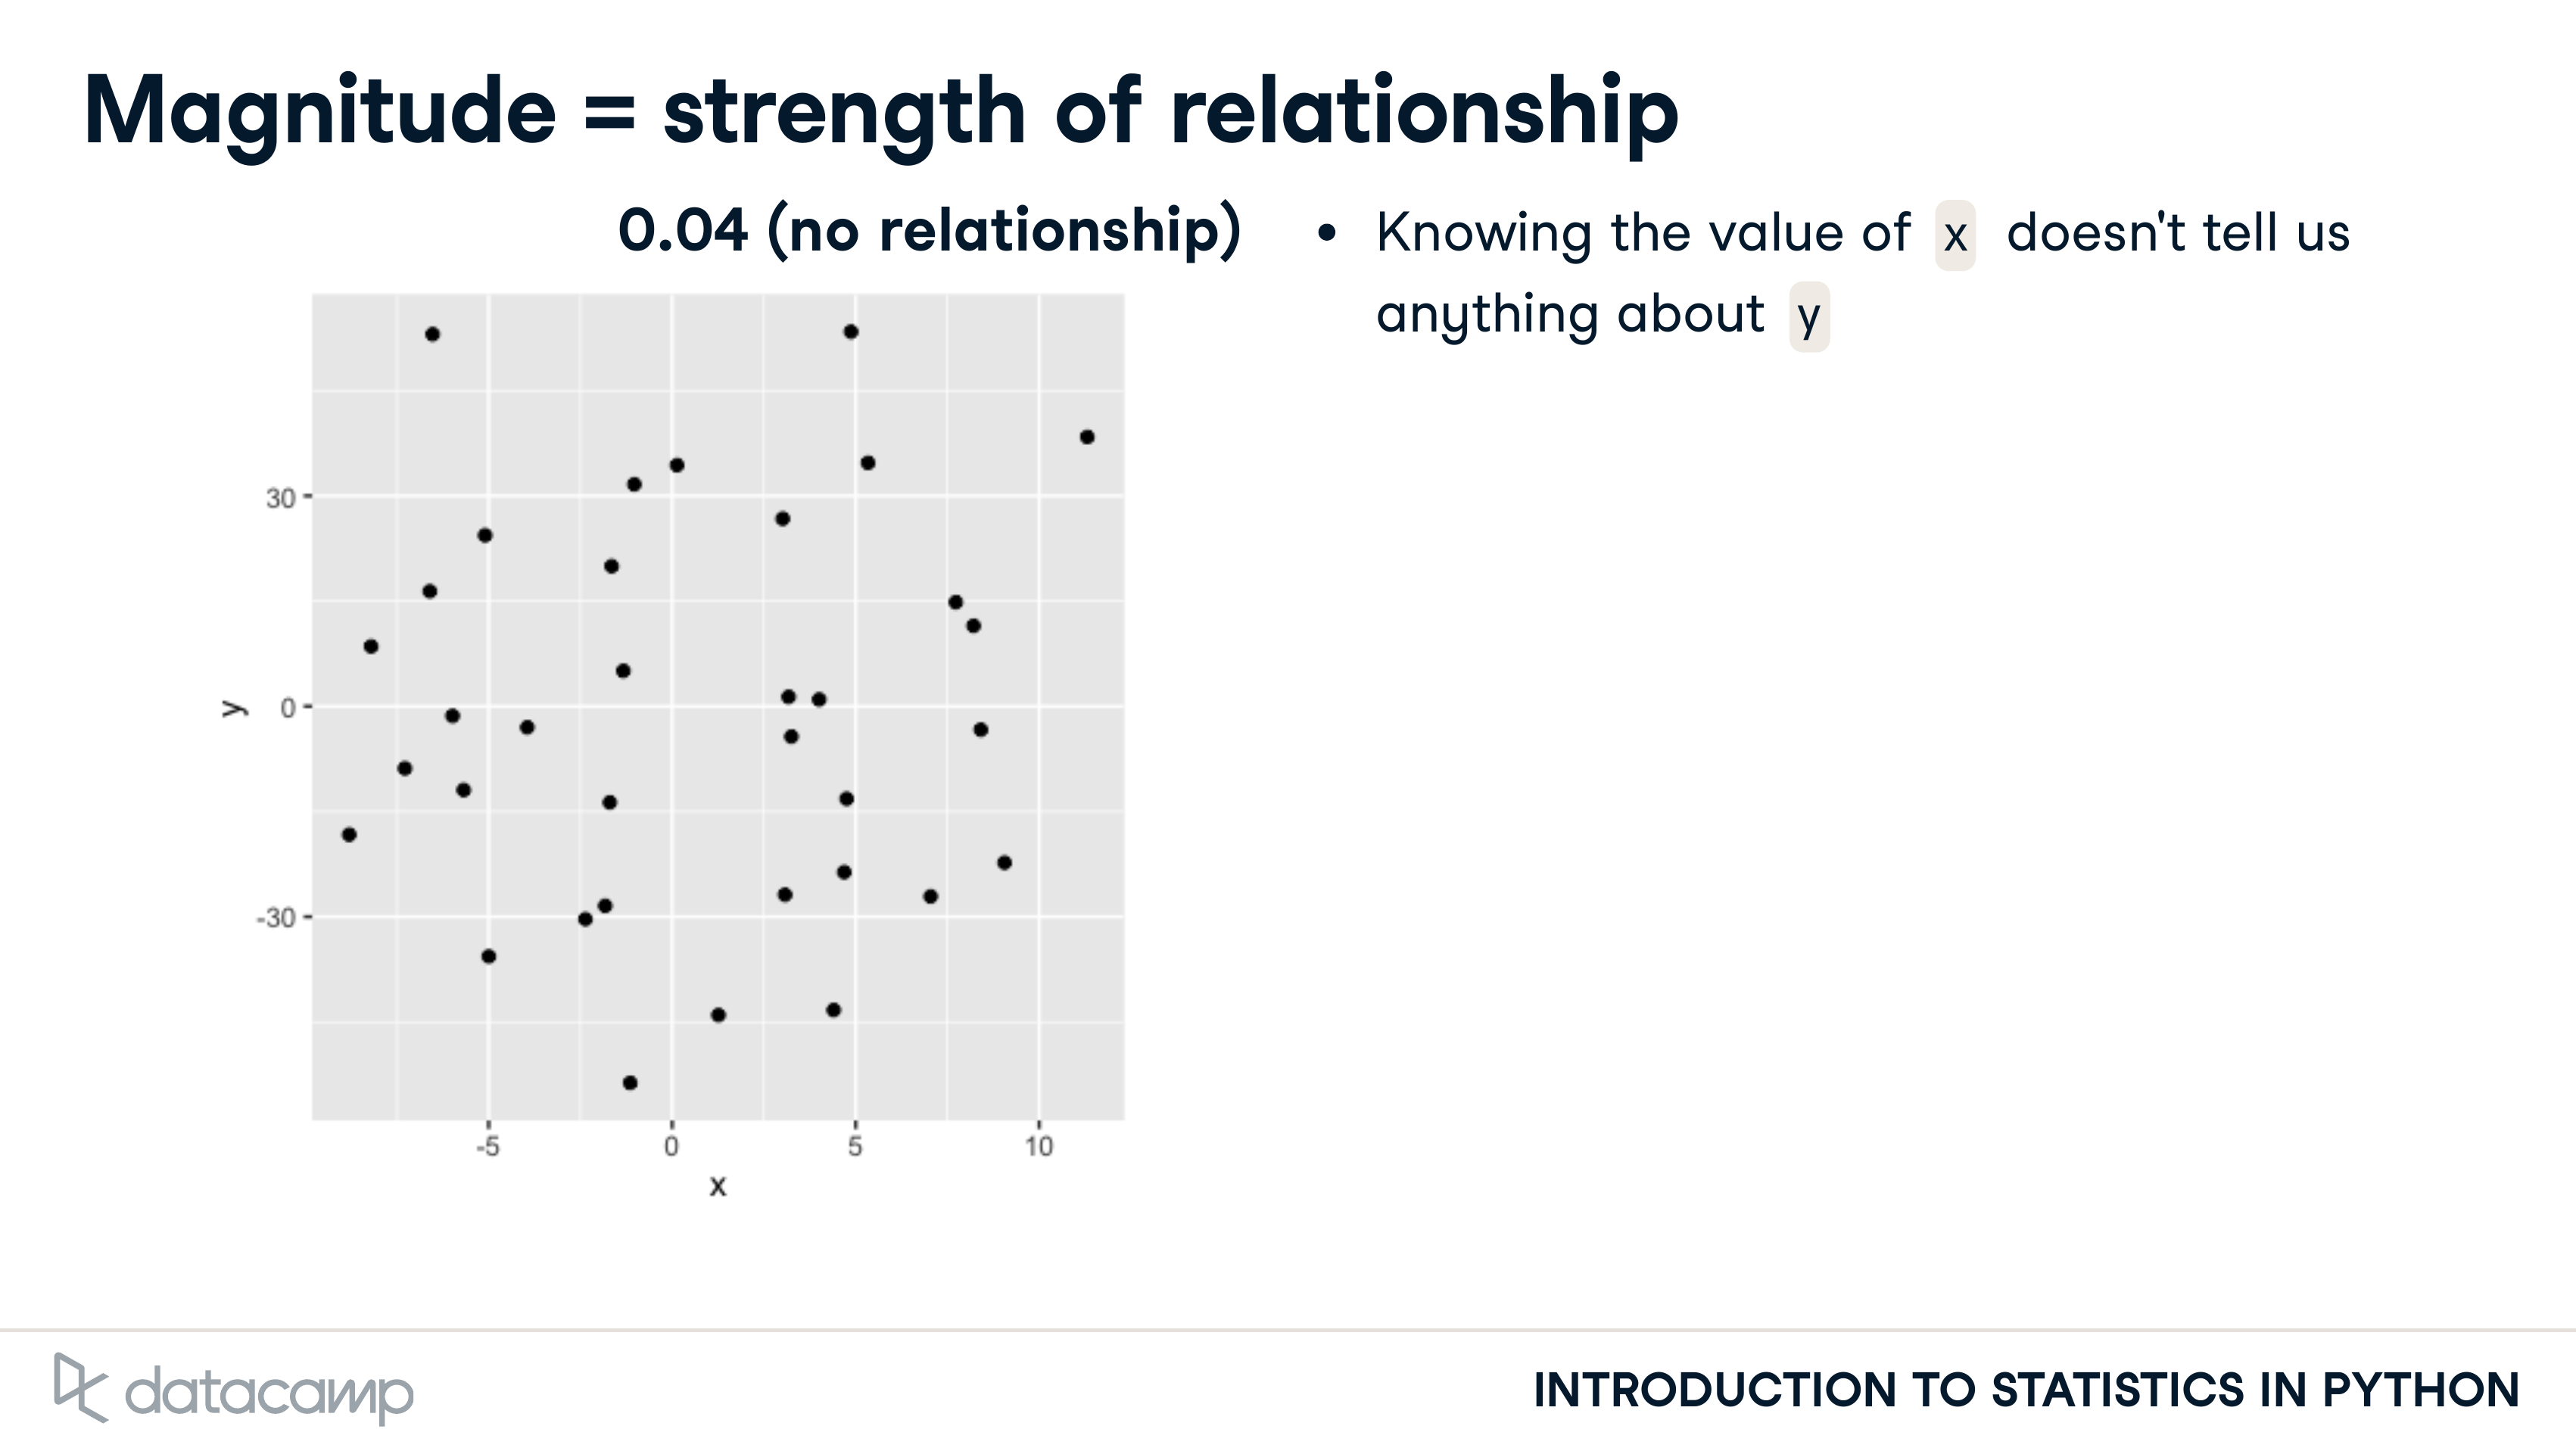 Magnitude = strength of relationship
0.04 (no relationship)
• Knowing the value of x doesn't tell us
anything about y
30
0
-30
y
-5 0 5 10
x
datacamp
INTRODUCTION TO STATISTICS IN PYTHON